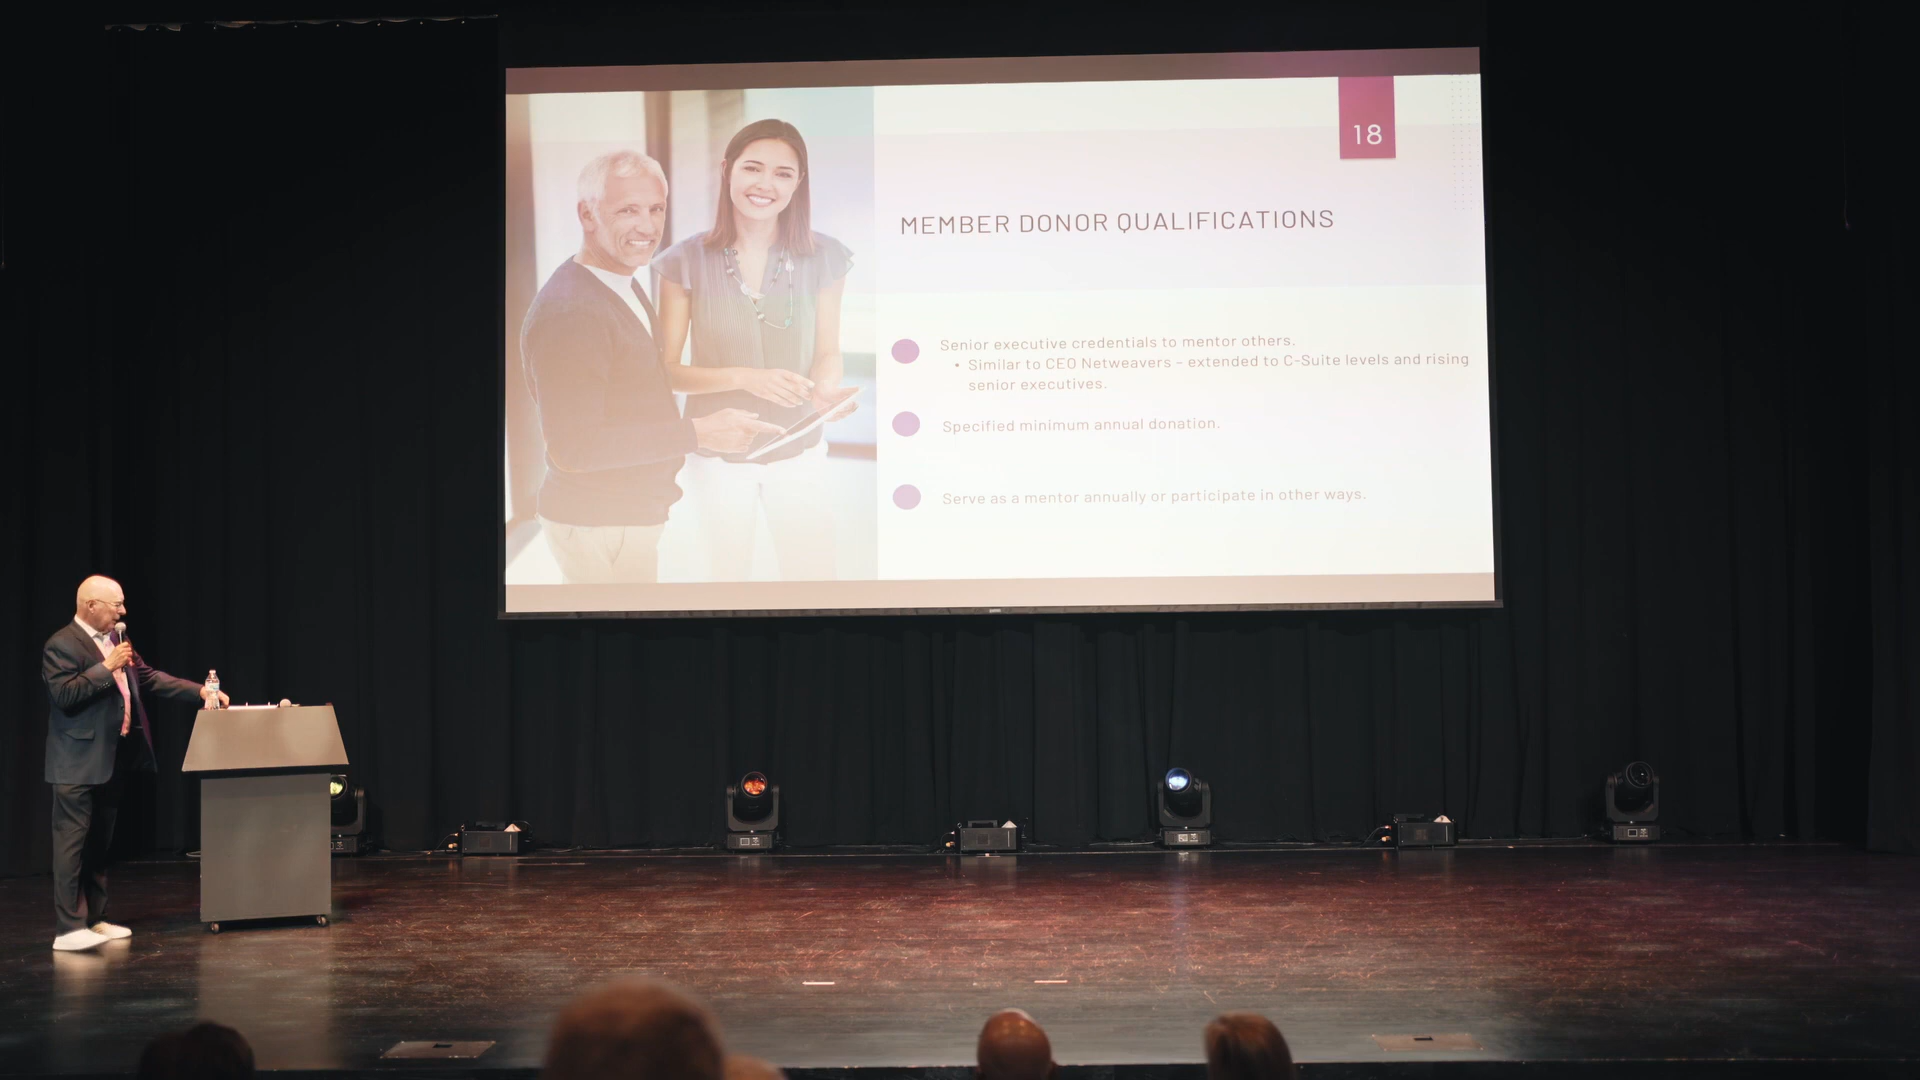 18
MEMBER DONOR QUALIFICATIONS
Senior executive credentials to mentor others.
• Similar to CEO Netweavers – extended to C-Suite levels and rising
senior executives.
Specified minimum annual donation.
Serve as a mentor annually or participate in other ways.